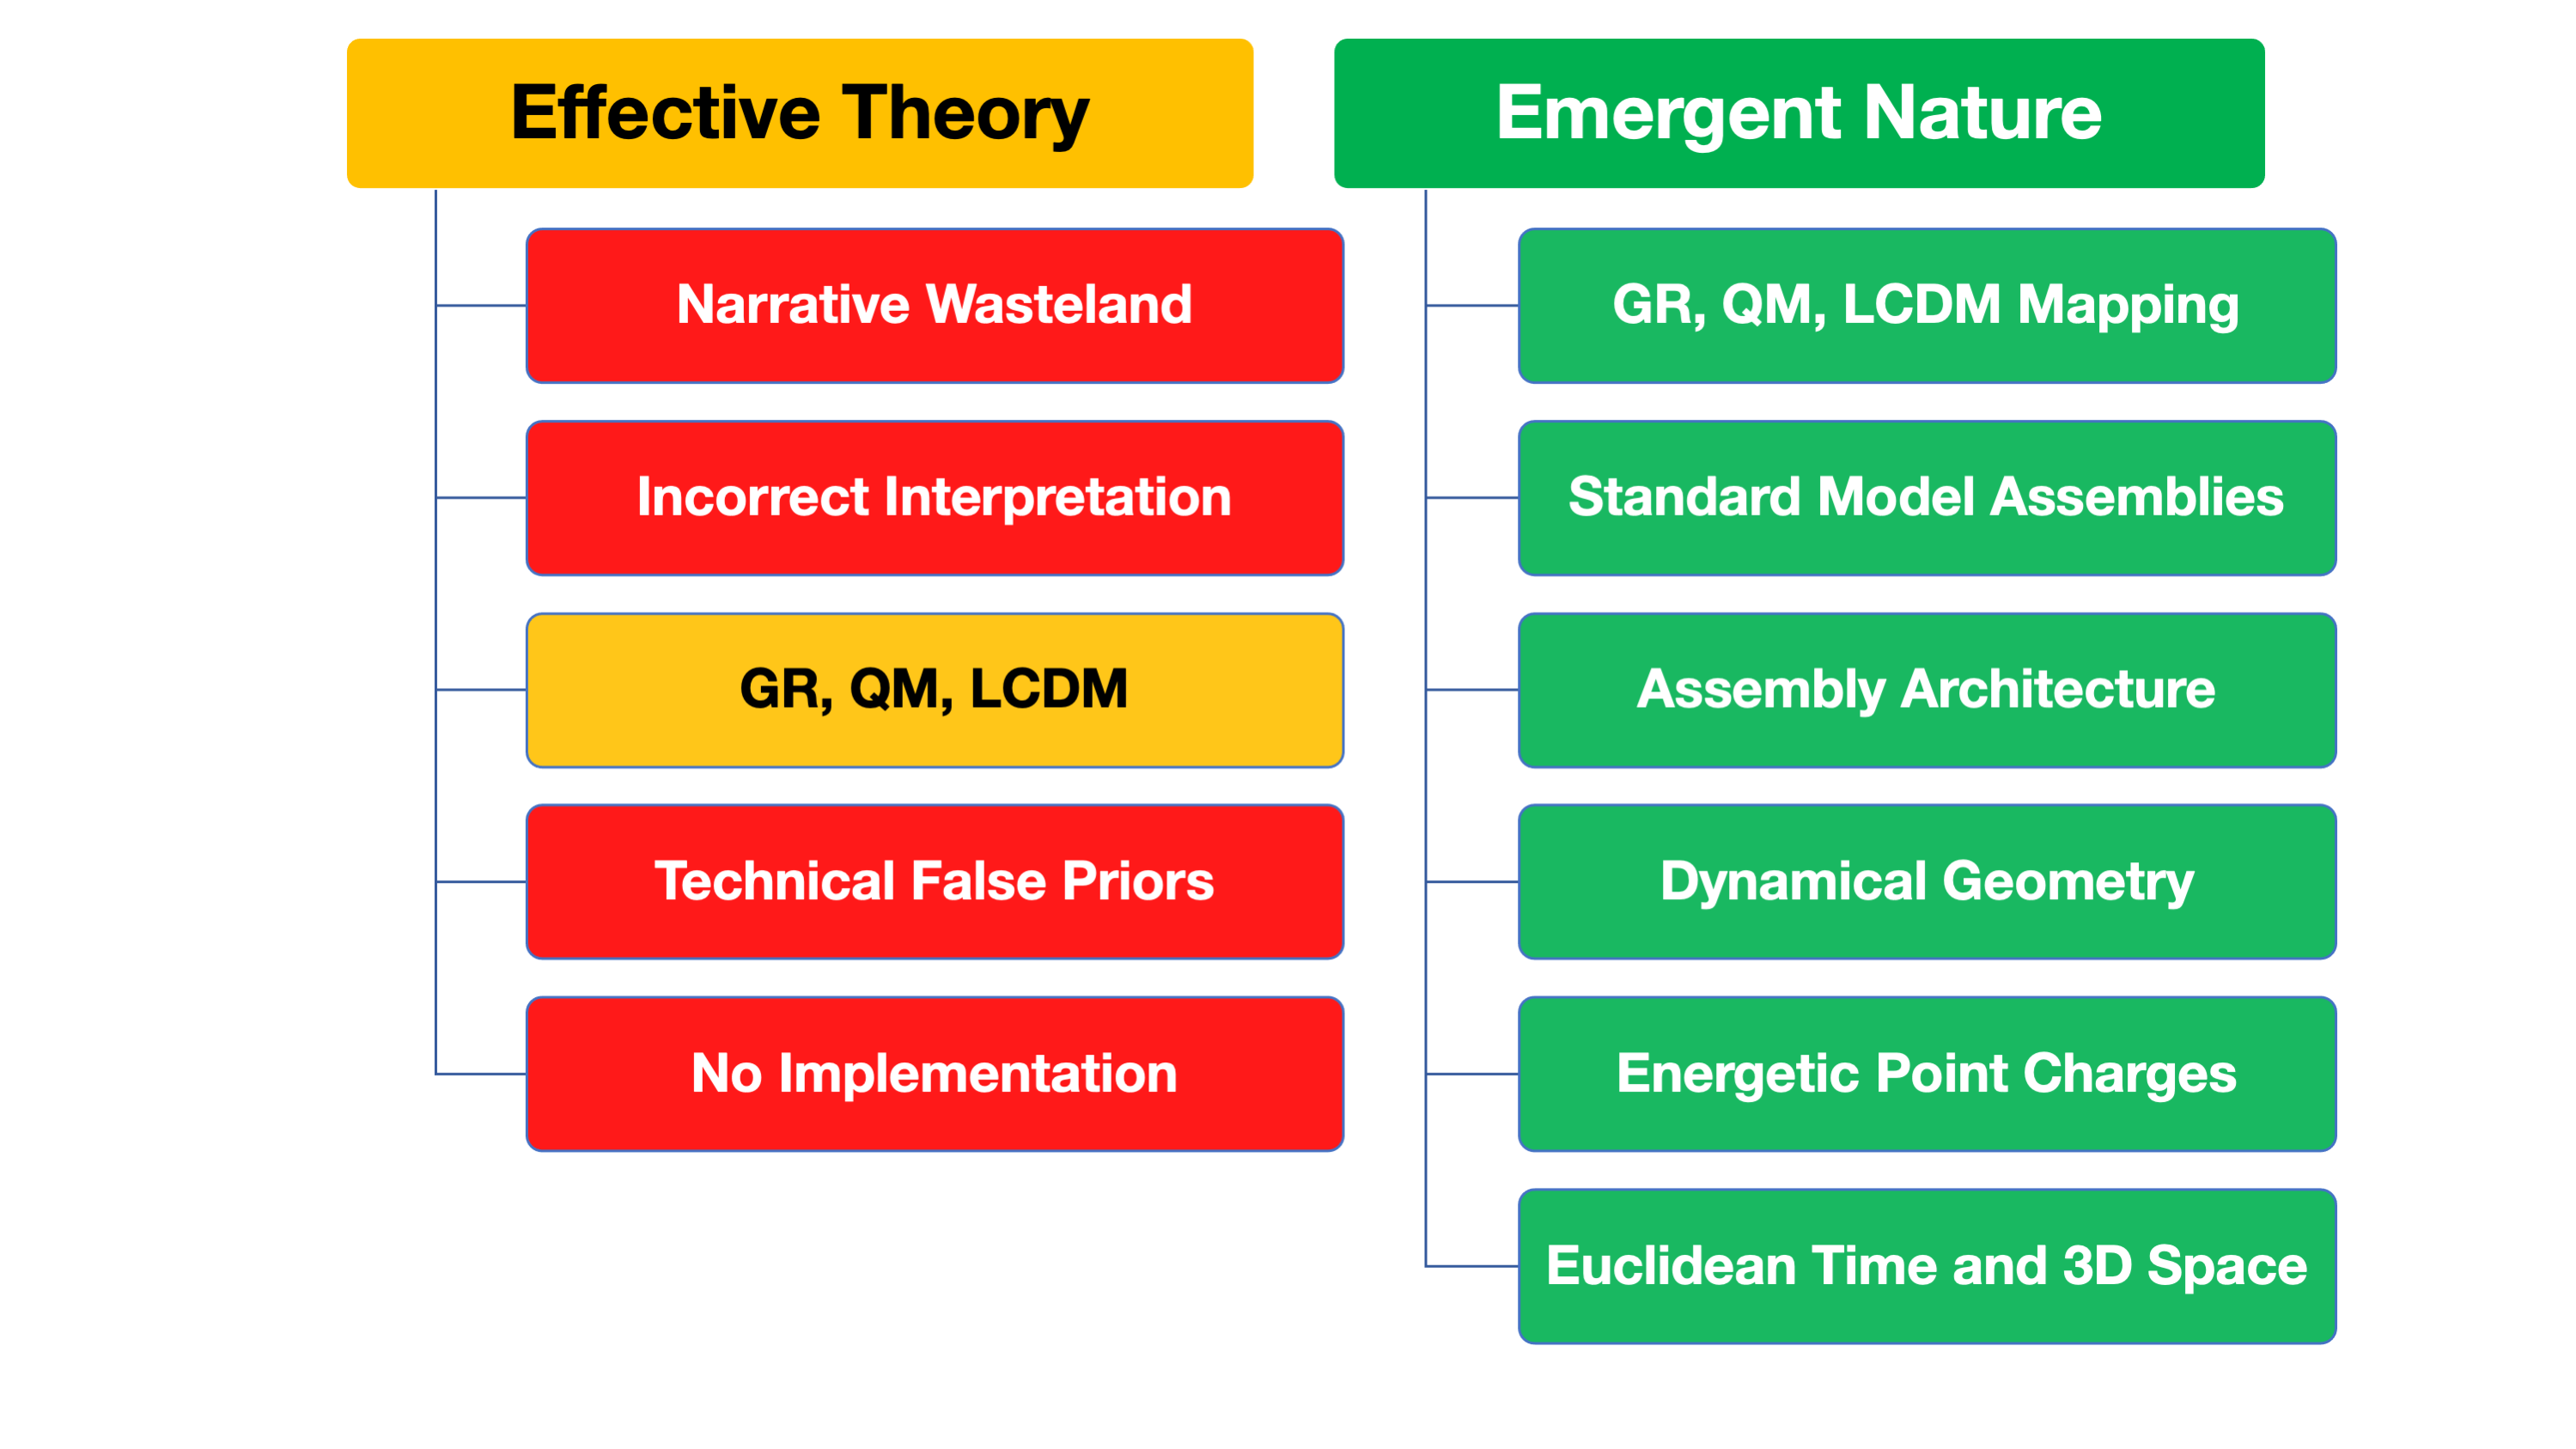 Effective Theory
Narrative Wasteland
Incorrect Interpretation
GR, QM, LCDM
Technical False Priors
No Implementation
Emergent Nature
GR, QM, LCDM Mapping
Standard Model Assemblies
Assembly Architecture
Dynamical Geometry
Energetic Point Charges
Euclidean Time and 3D Space